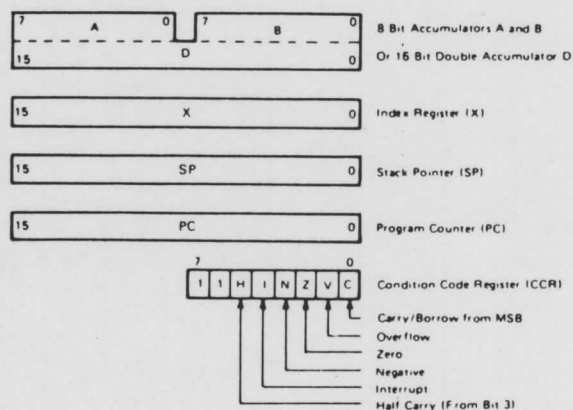 7 A 0 7 B 0 8 Bit Accumulators A and B
15 D 0 Or 16 Bit Double Accumulator D
15 X 0 Index Register (X)
15 SP 0 Stack Pointer (SP)
15 PC 0 Program Counter (PC)
7 0
1 1 H I N Z V C Condition Code Register (CCR)
Carry/Borrow from MSB
Overflow
Zero
Negative
Interrupt
Half Carry (From Bit 3)